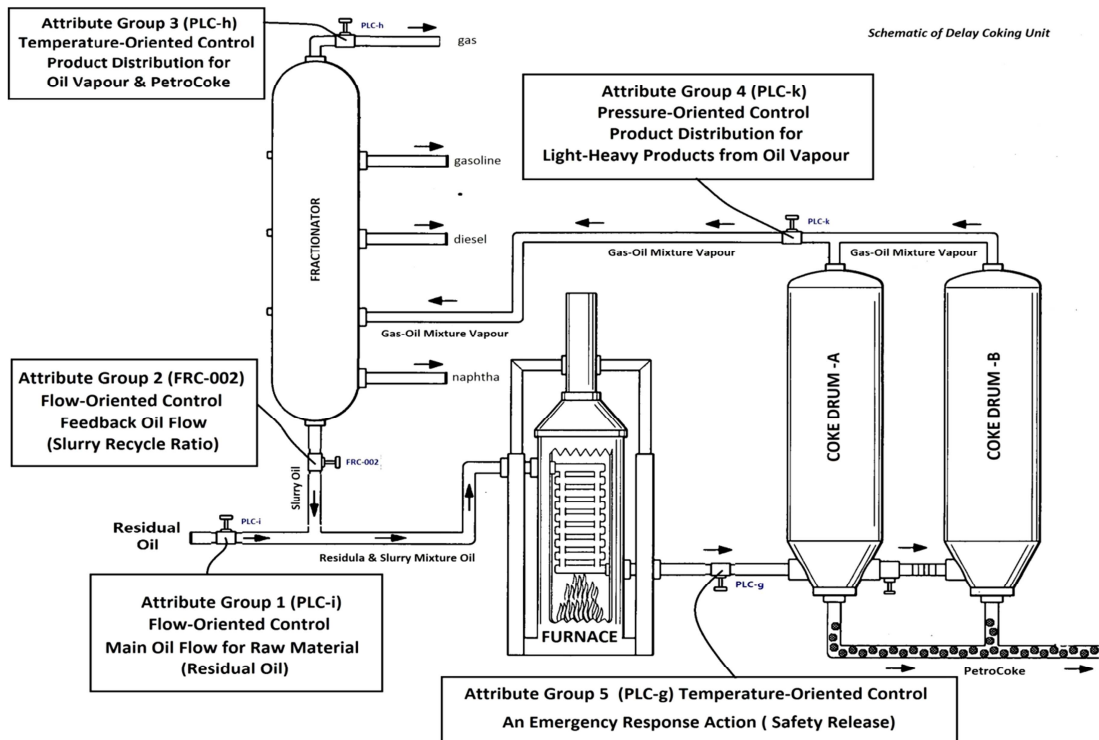 Attribute Group 3 (PLC-h)
Temperature-Oriented Control
Product Distribution for
Oil Vapour & PetroCoke
PLC-h
gas
Schematic of Delay Coking Unit
Attribute Group 4 (PLC-k)
Pressure-Oriented Control
Product Distribution for
Light-Heavy Products from Oil Vapour
gasoline
FRACTIONATOR
diesel
PLC-k
Gas-Oil Mixture Vapour
Gas-Oil Mixture Vapour
Gas-Oil Mixture Vapour
naphtha
COKE DRUM -A
COKE DRUM -B
Attribute Group 2 (FRC-002)
Flow-Oriented Control
Feedback Oil Flow
(Slurry Recycle Ratio)
FRC-002
Slurry Oil
Residual
Oil
PLC-i
Residula & Slurry Mixture Oil
PLC-g
FURNACE
Attribute Group 1 (PLC-i)
Flow-Oriented Control
Main Oil Flow for Raw Material
(Residual Oil)
PetroCoke
Attribute Group 5 (PLC-g) Temperature-Oriented Control
An Emergency Response Action ( Safety Release)